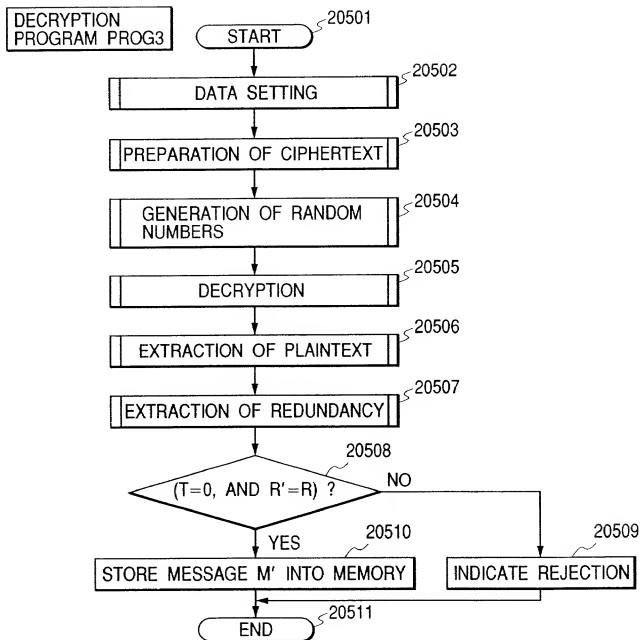 DECRYPTION
PROGRAM PROG3
START
20501
DATA SETTING
20502
PREPARATION OF CIPHERTEXT
20503
GENERATION OF RANDOM
NUMBERS
20504
DECRYPTION
20505
EXTRACTION OF PLAINTEXT
20506
EXTRACTION OF REDUNDANCY
20507
(T=0, AND R'=R) ?
20508
NO
YES
20510
20509
STORE MESSAGE M' INTO MEMORY
INDICATE REJECTION
END
20511